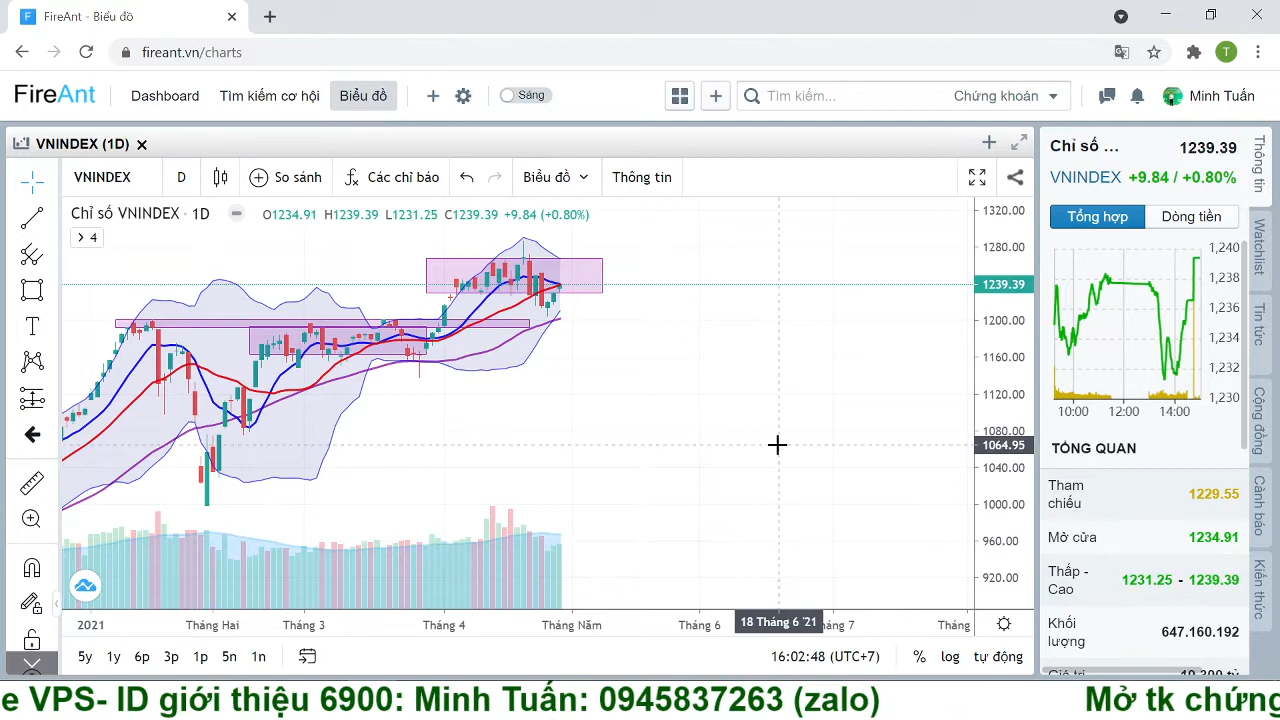 FireAnt - Biểu đồ
fireant.vn/charts
T
FireAnt
Dashboard
Tìm kiếm cơ hội
Biểu đồ
Sáng
Tìm kiếm...
Chứng khoán
Minh Tuấn
VNINDEX (1D)
VNINDEX
D
So sánh
Các chỉ báo
Biểu đồ
Thông tin
Chỉ số VNINDEX · 1D
O1234.91 H1239.39 L1231.25 C1239.39 +9.84 (+0.80%)
> 4
1320.00
1280.00
1239.39
1200.00
1160.00
1120.00
1080.00
1064.95
1040.00
1000.00
960.00
920.00
2021
Tháng Hai
Tháng 3
Tháng 4
Tháng Năm
Tháng 6
18 Tháng 6 '21
Tháng
5y 1y 6p 3p 1p 5n 1n
16:02:48 (UTC+7)
% log tự động
Chỉ số ... 1239.39
VNINDEX +9.84 / +0.80%
Tổng hợp
Dòng tiền
1,240
1,238
1,236
1,234
1,232
1,230
10:00 12:00 14:00
TỔNG QUAN
Tham chiếu 1229.55
Mở cửa 1234.91
Thấp - Cao 1231.25 - 1239.39
Khối lượng 647.160.192
Thông tin
Watchlist
Tin tức
Cộng đồng
Cảnh báo
Kiến thức
e VPS- ID giới thiệu 6900: Minh Tuấn: 0945837263 (zalo)
Mở tk chứng